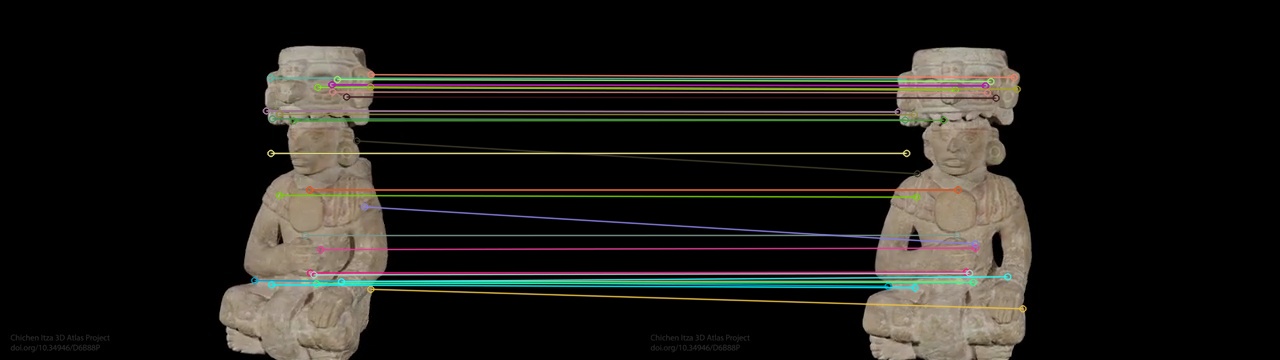 Chichen Itza 3D Atlas Project
doi.org/10.34946/D6B88P
Chichen Itza 3D Atlas Project
doi.org/10.34946/D6B88P